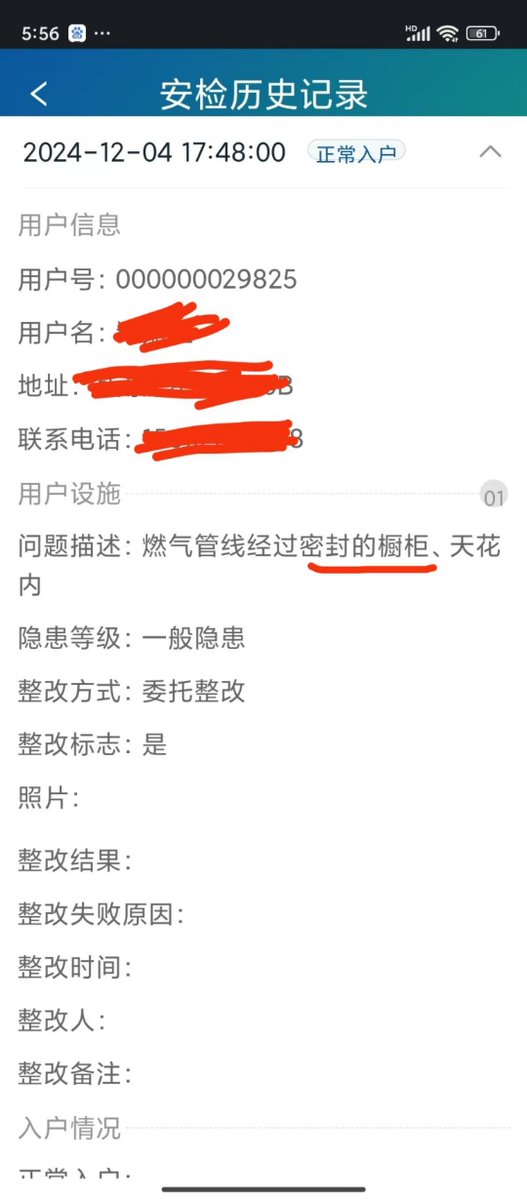 5:56
HD
61
安检历史记录
2024-12-04 17:48:00 正常入户
用户信息
用户号：000000029825
用户名：
地址：
联系电话：
用户设施 01
问题描述：燃气管线经过密封的橱柜、天花
内
隐患等级：一般隐患
整改方式：委托整改
整改标志：是
照片：
整改结果：
整改失败原因：
整改时间：
整改人：
整改备注：
入户情况
正常入户：